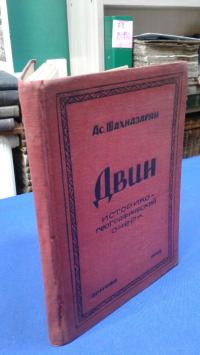 Ас. Шахназарян
Двин
историко-
географический
очерк